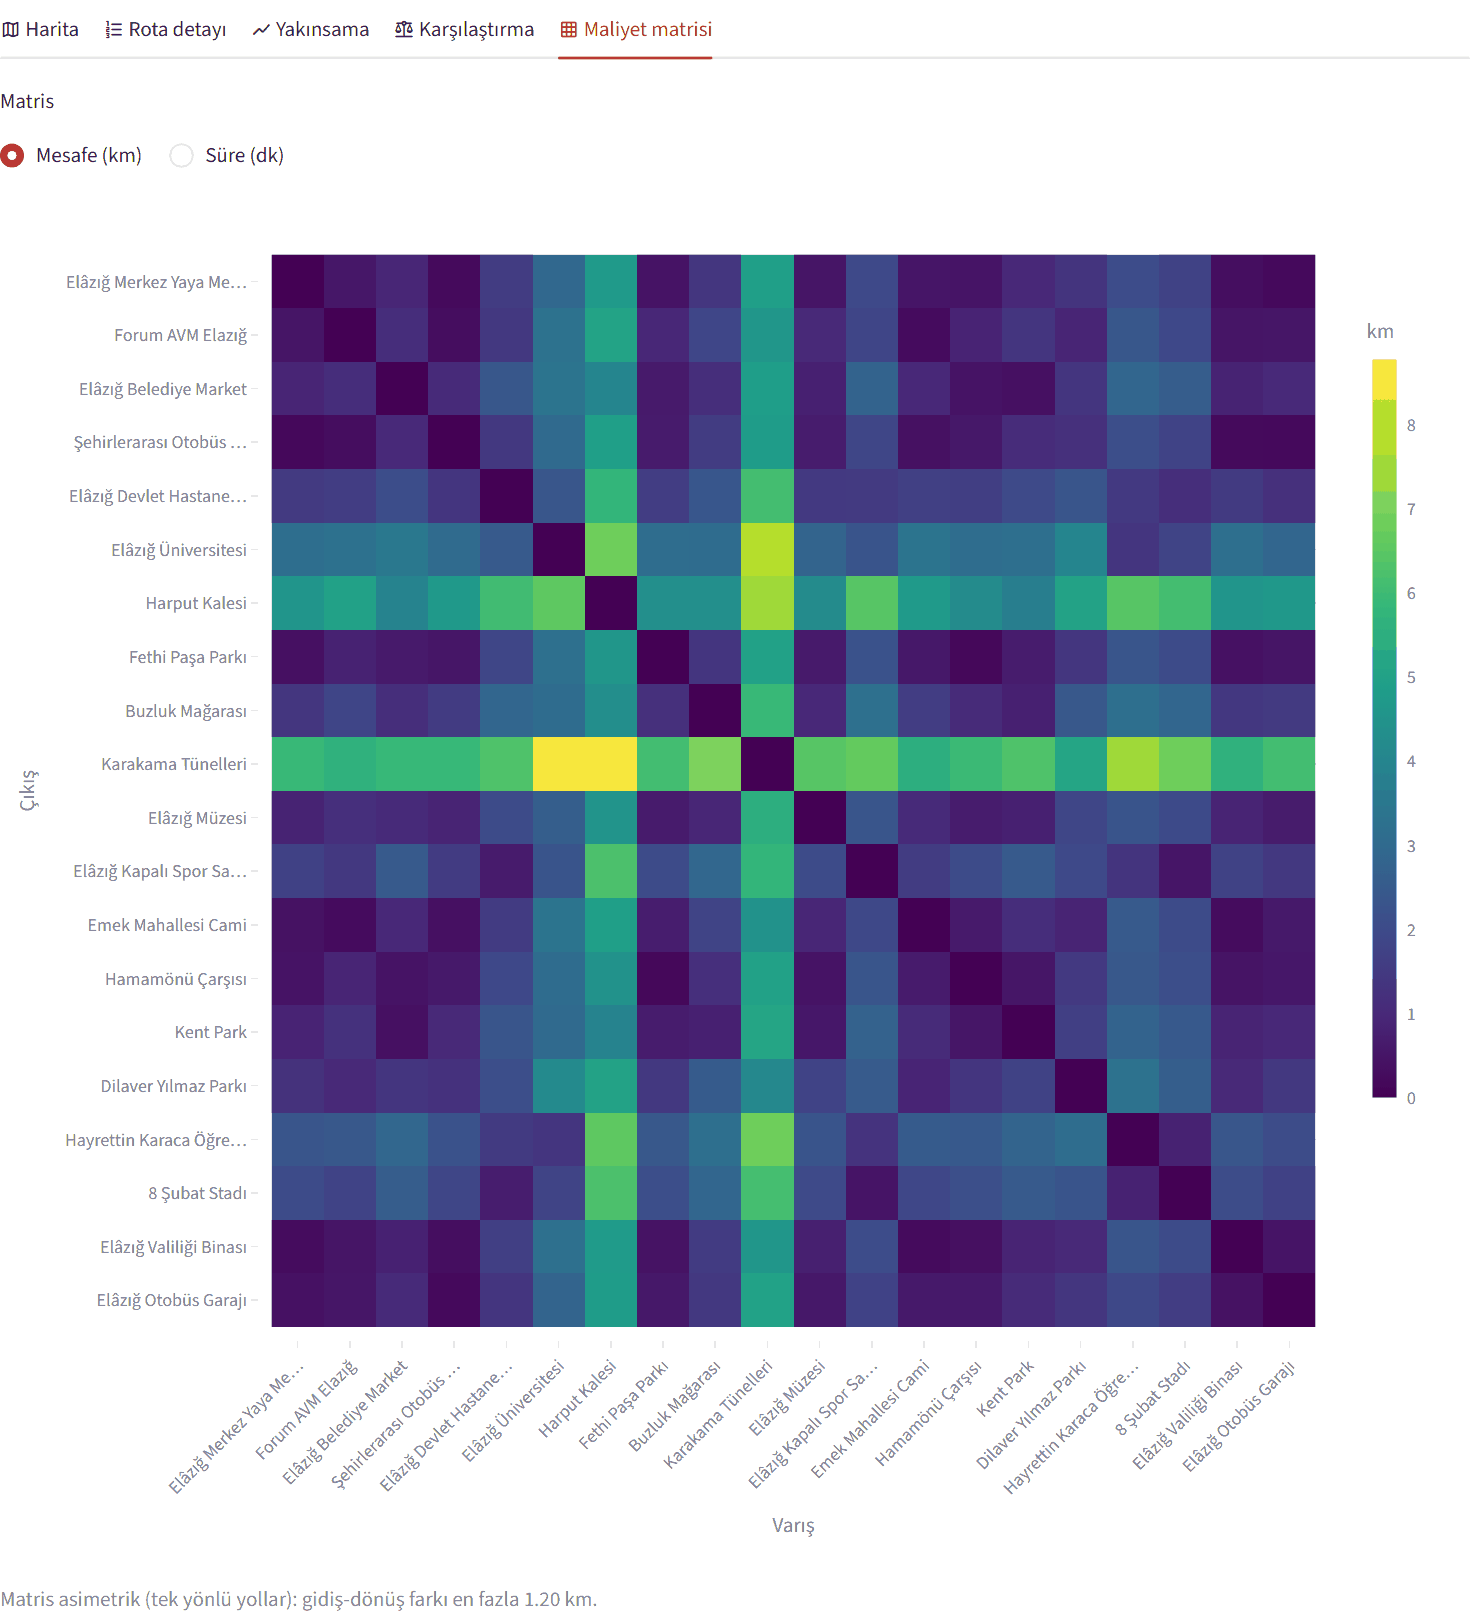 Harita Rota detayı Yakınsama Karşılaştırma Maliyet matrisi
Matris
Mesafe (km) Süre (dk)
km
Elâzığ Merkez Yaya Me…
Forum AVM Elazığ
Elâzığ Belediye Market
Şehirlerarası Otobüs …
Elâzığ Devlet Hastane…
Elâzığ Üniversitesi
Harput Kalesi
Fethi Paşa Parkı
Buzluk Mağarası
Karakama Tünelleri
Elâzığ Müzesi
Elâzığ Kapalı Spor Sa…
Emek Mahallesi Cami
Hamamönü Çarşısı
Kent Park
Dilaver Yılmaz Parkı
Hayrettin Karaca Öğre…
8 Şubat Stadı
Elâzığ Valiliği Binası
Elâzığ Otobüs Garajı
Çıkış
8
7
6
5
4
3
2
1
0
Elâzığ Merkez Yaya Me…
Forum AVM Elazığ
Elâzığ Belediye Market
Şehirlerarası Otobüs …
Elâzığ Devlet Hastane…
Elâzığ Üniversitesi
Harput Kalesi
Fethi Paşa Parkı
Buzluk Mağarası
Karakama Tünelleri
Elâzığ Müzesi
Elâzığ Kapalı Spor Sa…
Emek Mahallesi Cami
Hamamönü Çarşısı
Kent Park
Dilaver Yılmaz Parkı
Hayrettin Karaca Öğre…
8 Şubat Stadı
Elâzığ Valiliği Binası
Elâzığ Otobüs Garajı
Varış
Matris asimetrik (tek yönlü yollar): gidiş-dönüş farkı en fazla 1.20 km.